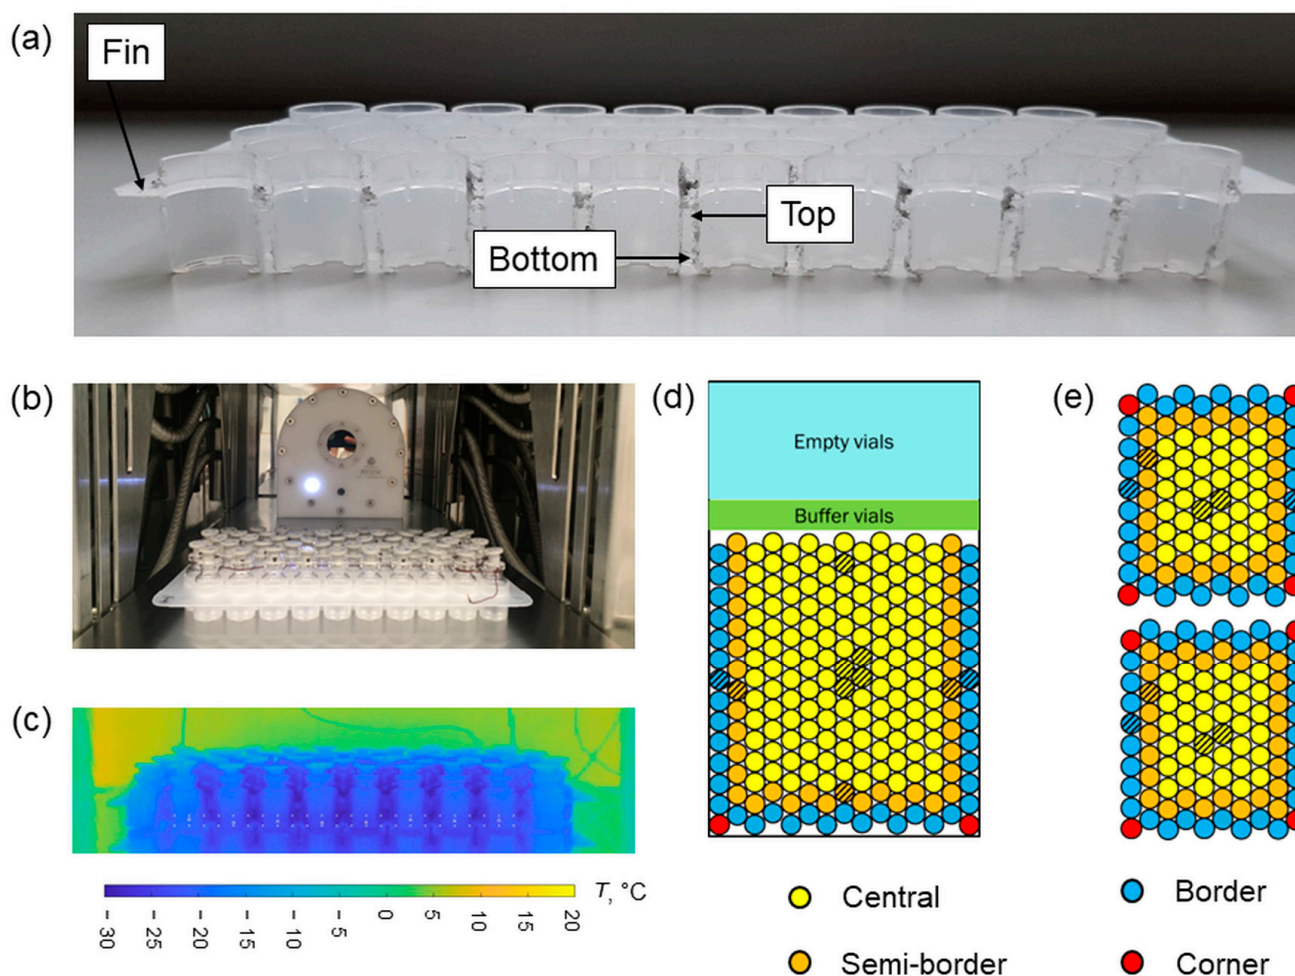 (a)
Fin
Top
Bottom
(b)
(c)
T, °C
− 30
− 25
− 20
− 15
− 10
− 5
0
5
10
15
20
(d)
Empty vials
Buffer vials
(e)
Central
Border
Semi-border
Corner